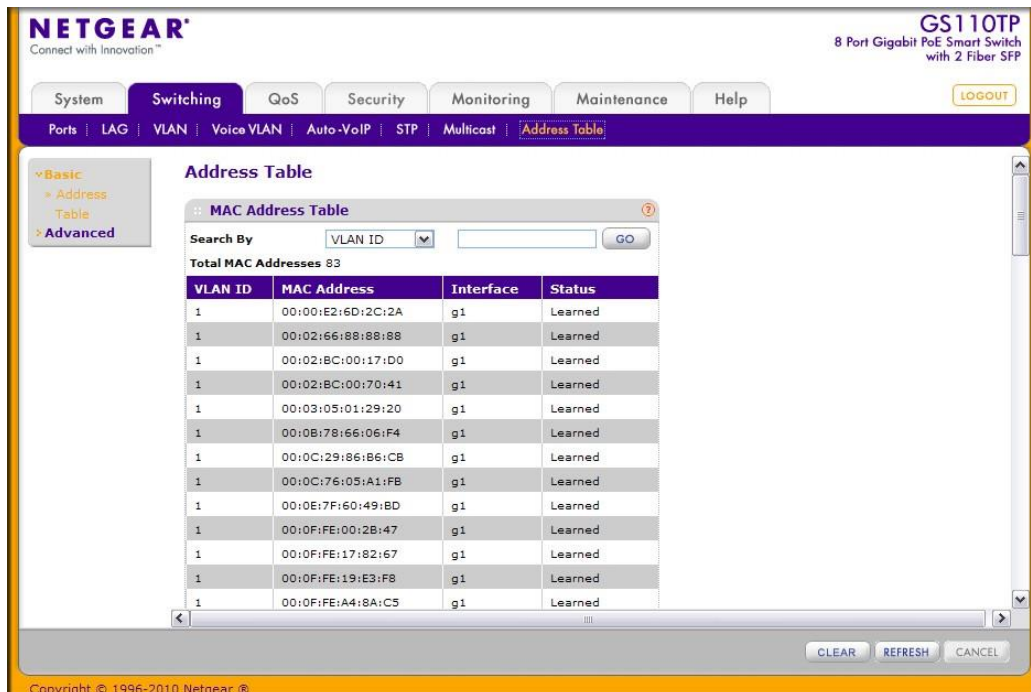 NETGEAR®
Connect with Innovation™
GS110TP
8 Port Gigabit PoE Smart Switch
with 2 Fiber SFP
System Switching QoS Security Monitoring Maintenance Help LOGOUT
Ports LAG VLAN Voice VLAN Auto-VoIP STP Multicast Address Table
Basic
Address
Table
Advanced
Address Table
MAC Address Table ?
Search By VLAN ID GO
Total MAC Addresses 83
VLAN ID MAC Address Interface Status
1 00:00:E2:6D:2C:2A g1 Learned
1 00:02:66:88:88:88 g1 Learned
1 00:02:BC:00:17:D0 g1 Learned
1 00:02:BC:00:70:41 g1 Learned
1 00:03:05:01:29:20 g1 Learned
1 00:0B:78:66:06:F4 g1 Learned
1 00:0C:29:86:B6:CB g1 Learned
1 00:0C:76:05:A1:FB g1 Learned
1 00:0E:7F:60:49:BD g1 Learned
1 00:0F:FE:00:2B:47 g1 Learned
1 00:0F:FE:17:82:67 g1 Learned
1 00:0F:FE:19:E3:F8 g1 Learned
1 00:0F:FE:A4:8A:C5 g1 Learned
CLEAR REFRESH CANCEL
Copyright © 1996-2010 Netgear ®